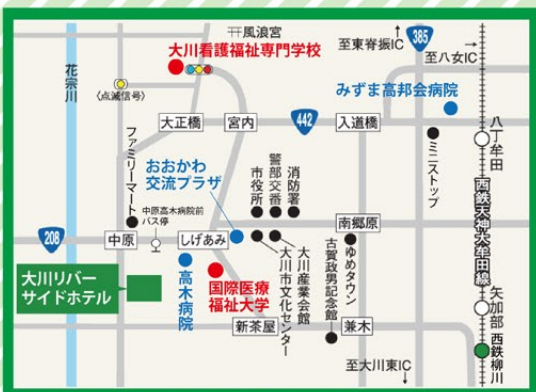 風浪宮
大川看護福祉専門学校
〈点滅信号〉
花宗川
至東脊振IC
385
至八女IC
みずま高邦会病院
大正橋
宮内
442
入道橋
八丁牟田
ファミリーマート
おおかわ
交流プラザ
市役所
警部交番
消防署
ミニストップ
西鉄天神大牟田線
中原高木病院前
バス停
208
中原
しげあみ
南郷原
大川リバー
サイドホテル
高木病院
国際医療
福祉大学
大川市文化センター
大川産業会館
古賀政男記念館
ゆめタウン
矢加部
新茶屋
兼木
西鉄柳川
至大川東IC